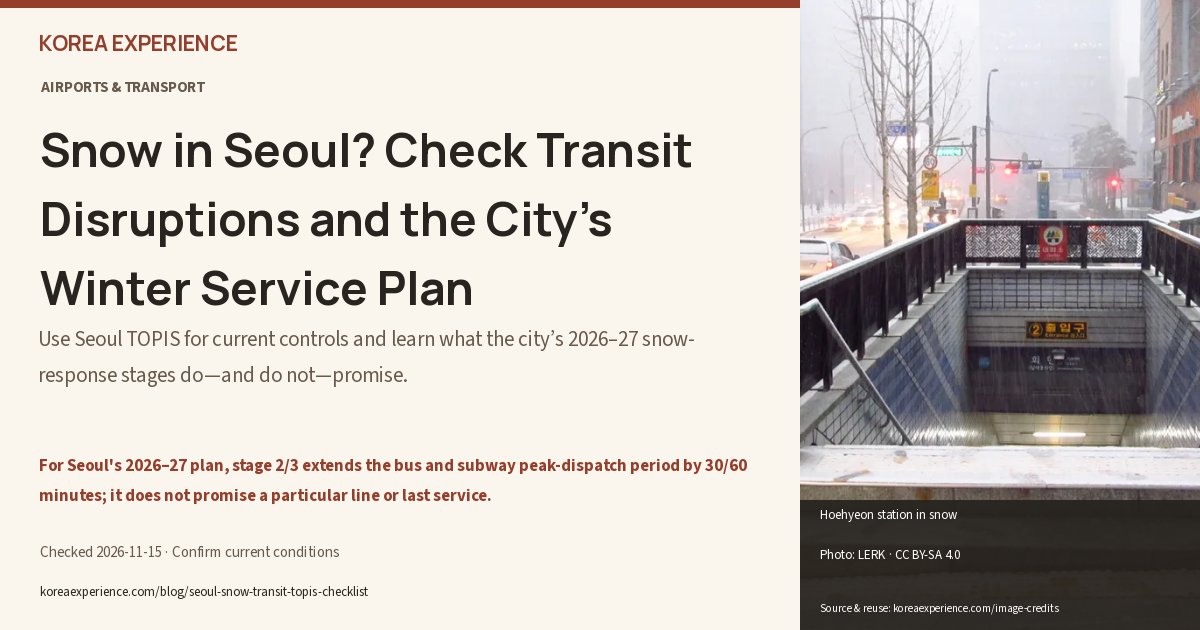 KOREA EXPERIENCE
AIRPORTS & TRANSPORT
Snow in Seoul? Check Transit
Disruptions and the City’s
Winter Service Plan
Use Seoul TOPIS for current controls and learn what the city’s 2026–27 snow-
response stages do—and do not—promise.
For Seoul's 2026–27 plan, stage 2/3 extends the bus and subway peak-dispatch period by 30/60
minutes; it does not promise a particular line or last service.
Checked 2026-11-15 · Confirm current conditions
koreaexperience.com/blog/seoul-snow-transit-topis-checklist
2 출입구
Hoehyeon station in snow
Photo: LERK · CC BY-SA 4.0
Source & reuse: koreaexperience.com/image-credits